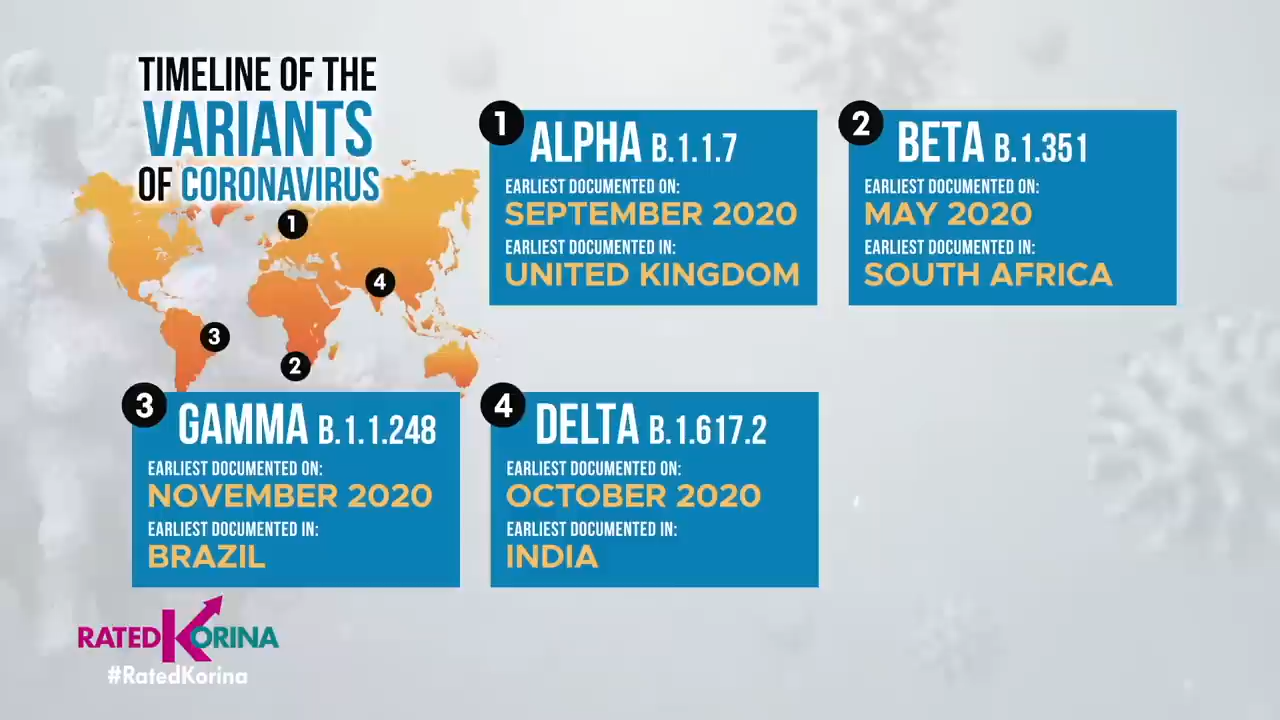 TIMELINE OF THE
VARIANTS
OF CORONAVIRUS
1
4
3
2
1
ALPHA B.1.1.7
EARLIEST DOCUMENTED ON:
SEPTEMBER 2020
EARLIEST DOCUMENTED IN:
UNITED KINGDOM
2
BETA B.1.351
EARLIEST DOCUMENTED ON:
MAY 2020
EARLIEST DOCUMENTED IN:
SOUTH AFRICA
3
GAMMA B.1.1.248
EARLIEST DOCUMENTED ON:
NOVEMBER 2020
EARLIEST DOCUMENTED IN:
BRAZIL
4
DELTA B.1.617.2
EARLIEST DOCUMENTED ON:
OCTOBER 2020
EARLIEST DOCUMENTED IN:
INDIA
RATED KORINA
#RatedKorina